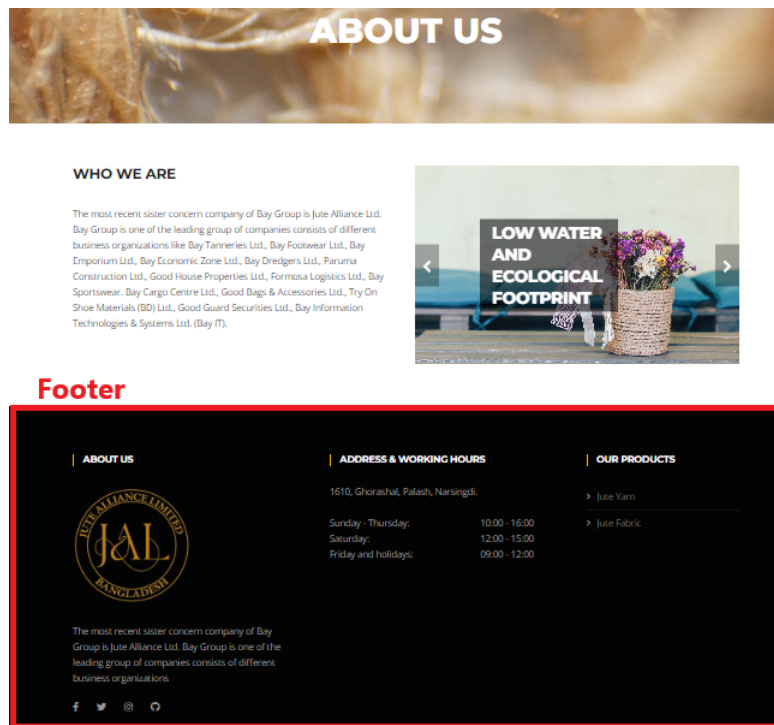 ABOUT US
WHO WE ARE
The most recent sister concern company of Bay Group is Jute Alliance Ltd.
Bay Group is one of the leading group of companies consists of different
business organizations like Bay Tanneries Ltd., Bay Footwear Ltd., Bay
Emporium Ltd., Bay Economic Zone Ltd., Bay Dredgers Ltd., Paruma
Construction Ltd., Good House Properties Ltd., Formosa Logistics Ltd., Bay
Sportswear. Bay Cargo Centre Ltd., Good Bags & Accessories Ltd., Try On
Shoe Materials (BD) Ltd., Good Guard Securities Ltd., Bay Information
Technologies & Systems Ltd. (Bay IT).
LOW WATER
AND
ECOLOGICAL
FOOTPRINT
Footer
ABOUT US
JUTE ALLIANCE LIMITED
JAL
BANGLADESH
The most recent sister concern company of Bay
Group is Jute Alliance Ltd. Bay Group is one of the
leading group of companies consists of different
business organizations
ADDRESS & WORKING HOURS
1610, Ghorashal, Palash, Narsingdi.
Sunday - Thursday: 10:00 - 16:00
Saturday: 12:00 - 15:00
Friday and holidays: 09:00 - 12:00
OUR PRODUCTS
Jute Yarn
Jute Fabric